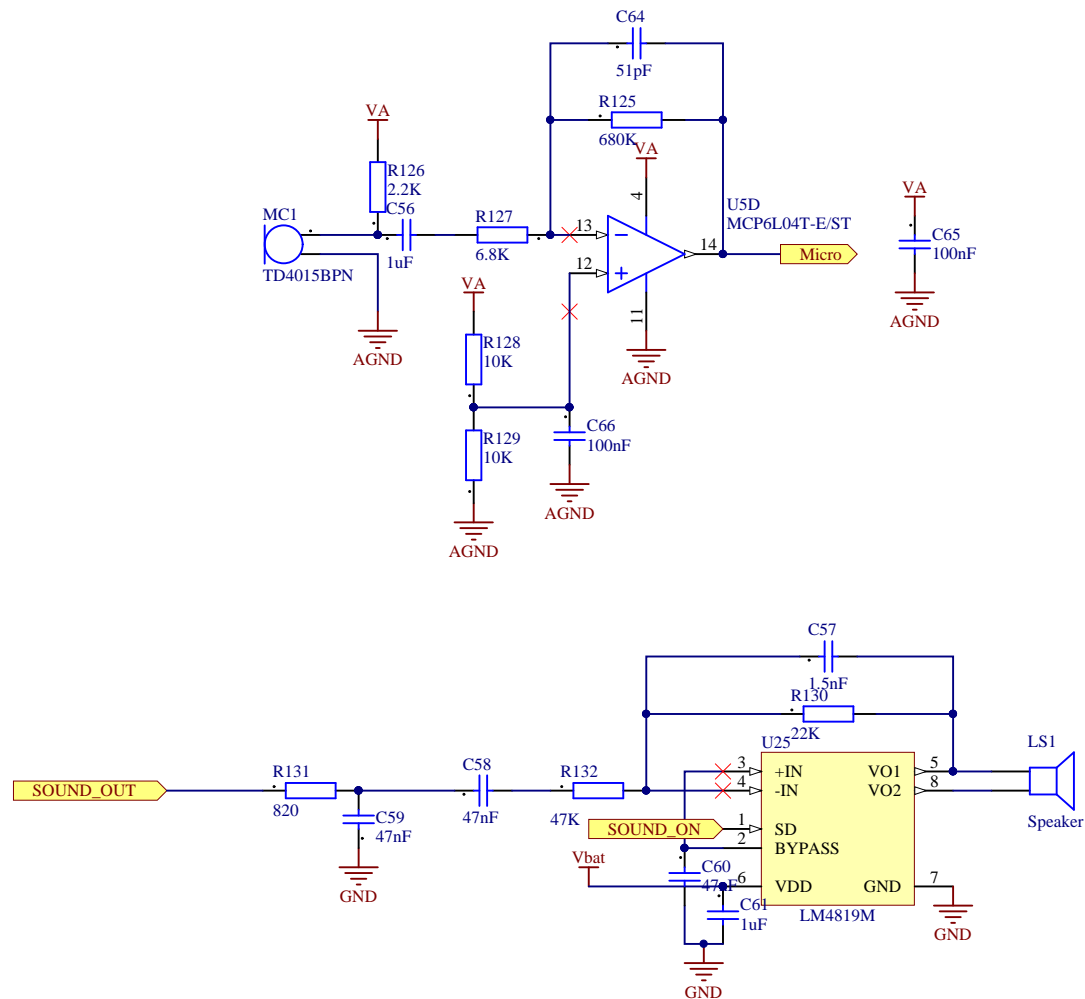 C64
51pF
R125
680K
VA
VA
R126
2.2K
C56
1uF
MC1
TD4015BPN
AGND
R127
6.8K
13
12
4
11
14
U5D
MCP6L04T-E/ST
Micro
VA
C65
100nF
AGND
VA
R128
10K
R129
10K
AGND
C66
100nF
AGND
AGND
C57
1.5nF
R130
22K
U25
LS1
Speaker
SOUND_OUT
R131
820
C59
47nF
GND
C58
47nF
R132
47K
SOUND_ON
Vbat
3
4
1
2
6
+IN
-IN
SD
BYPASS
VDD
VO1
VO2
GND
5
8
7
LM4819M
C60
C61
1uF
GND
GND